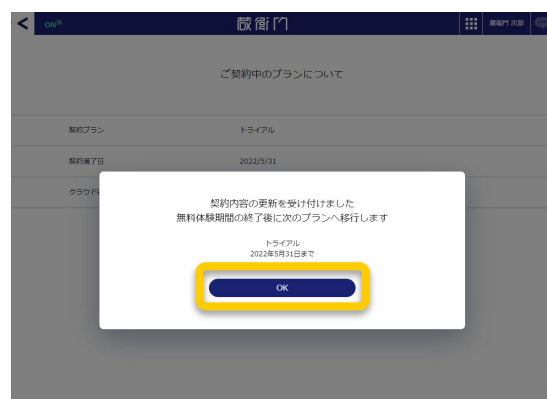 ON
蔵衛門
蔵衛門 次郎
ご契約中のプランについて
契約プラン
トライアル
契約満了日
2022/5/31
クラウド
契約内容の更新を受け付けました
無料体験期間の終了後に次のプランへ移行します
トライアル
2022年5月31日まで
OK